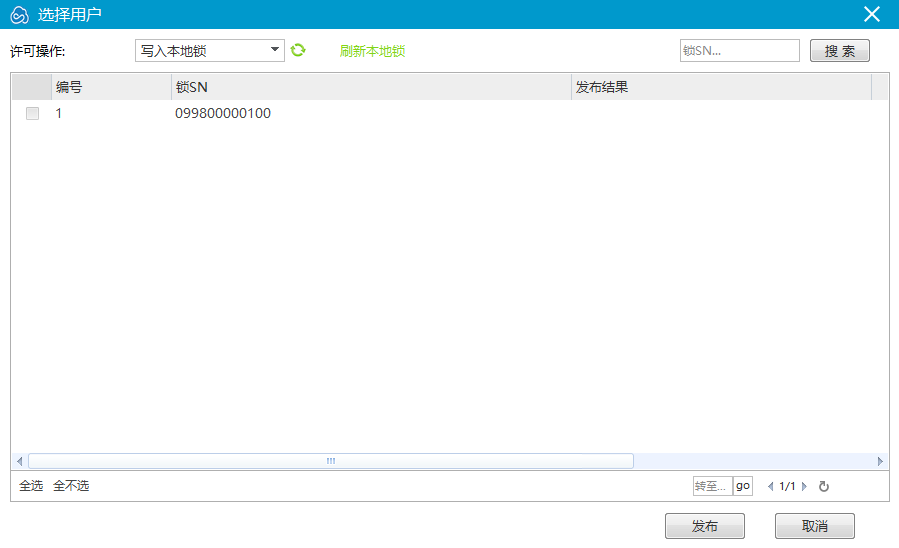 选择用户
许可操作: 写入本地锁 刷新本地锁 锁SN... 搜 索
编号 锁SN 发布结果
1 099800000100
全选 全不选 转至... go 1/1
发布 取消